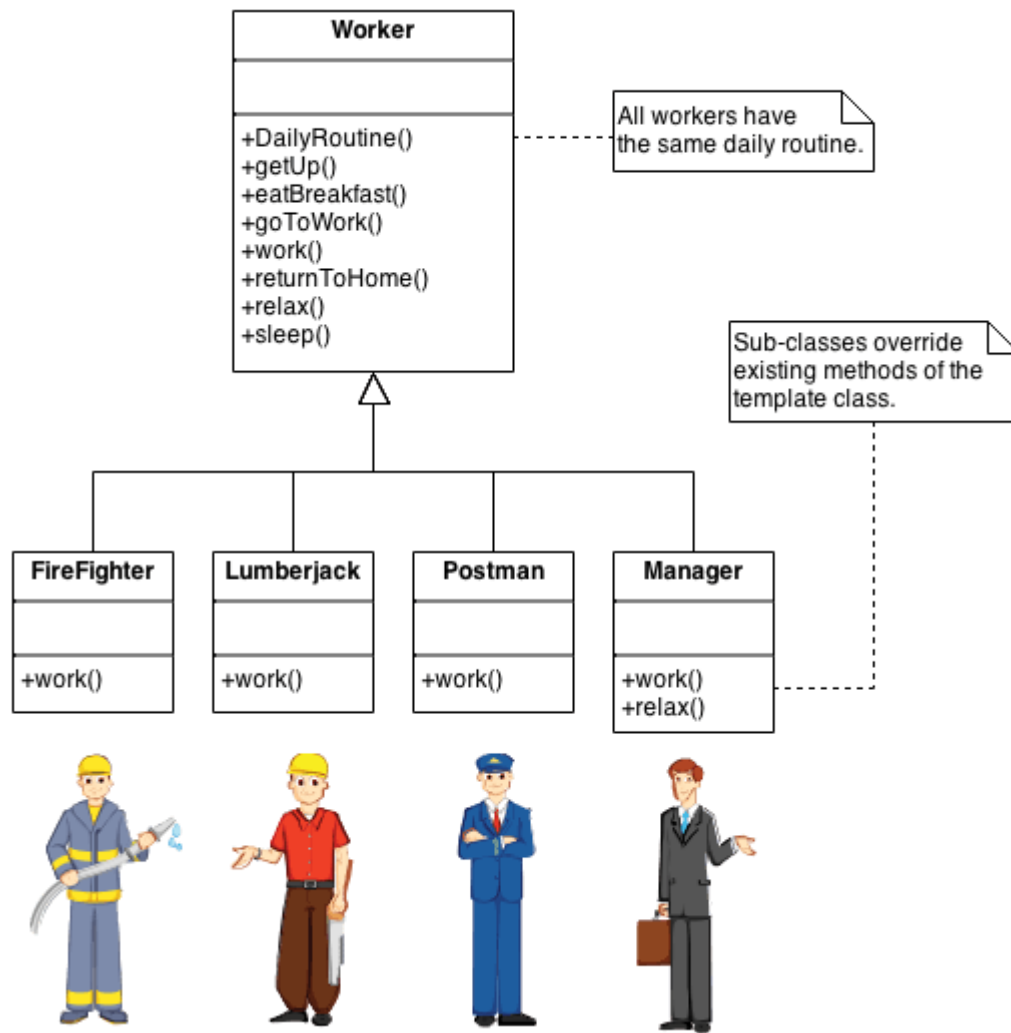 Worker
+DailyRoutine()
+getUp()
+eatBreakfast()
+goToWork()
+work()
+returnToHome()
+relax()
+sleep()
All workers have
the same daily routine.
Sub-classes override
existing methods of the
template class.
FireFighter
+work()
Lumberjack
+work()
Postman
+work()
Manager
+work()
+relax()